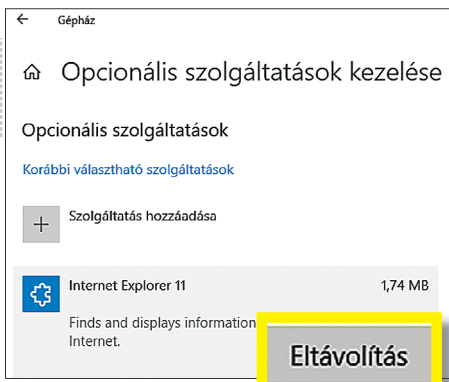 Gépház
Opcionális szolgáltatások kezelése
Opcionális szolgáltatások
Korábbi választható szolgáltatások
Szolgáltatás hozzáadása
Internet Explorer 11 1,74 MB
Finds and displays information
Internet.
Eltávolítás